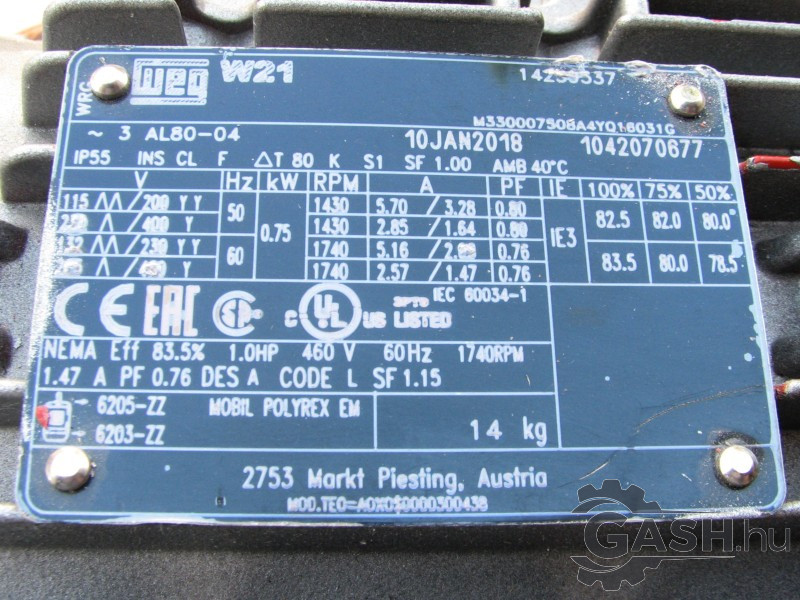 WEG W21
WRC
M330007
~ 3 AL80-04 10JAN2018 1042070677
IP55 INS CL F ΔT 80 K S1 SF 1.00 AMB 40°C
V Hz kW RPM A PF IE 100% 75% 50%
115 /200 YY 50 0.75 1430 5.70 / 3.28 0.80 IE3 82.5 82.0 80.0
/ 400 Y 1430 2.85 / 1.64 0.80
/ 230 YY 60 1740 5.16 / 0.76 83.5 80.0 78.5
Y 1740 2.57 / 1.47 0.76
CE EAC SP C UL US LISTED IEC 60034-1
NEMA Eff 83.5% 1.0HP 460 V 60Hz 1740RPM
1.47 A PF 0.76 DES A CODE L SF 1.15
6205-ZZ MOBIL POLYREX EM 14 kg
6203-ZZ
2753 Markt Piesting, Austria
GASH.hu